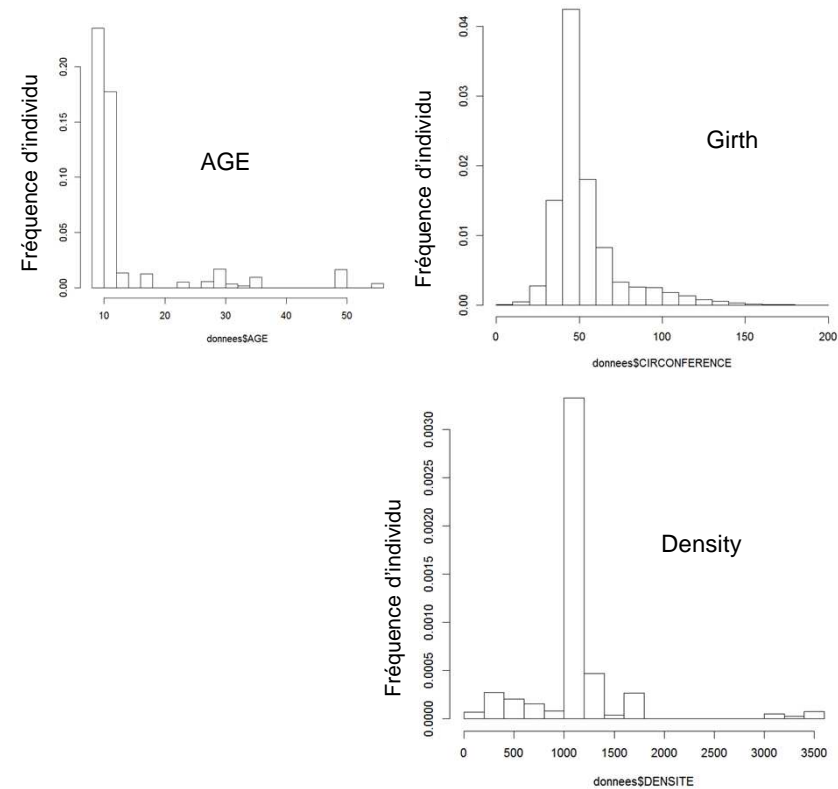 Fréquence d'individu
0.00 0.05 0.10 0.15 0.20
AGE
10 20 30 40 50
donnees$AGE
Fréquence d'individu
0.00 0.01 0.02 0.03 0.04
Girth
0 50 100 150 200
donnees$CIRCONFERENCE
Fréquence d'individu
0.0000 0.0005 0.0010 0.0015 0.0020 0.0025 0.0030
Density
0 500 1000 1500 2000 2500 3000 3500
donnees$DENSITE